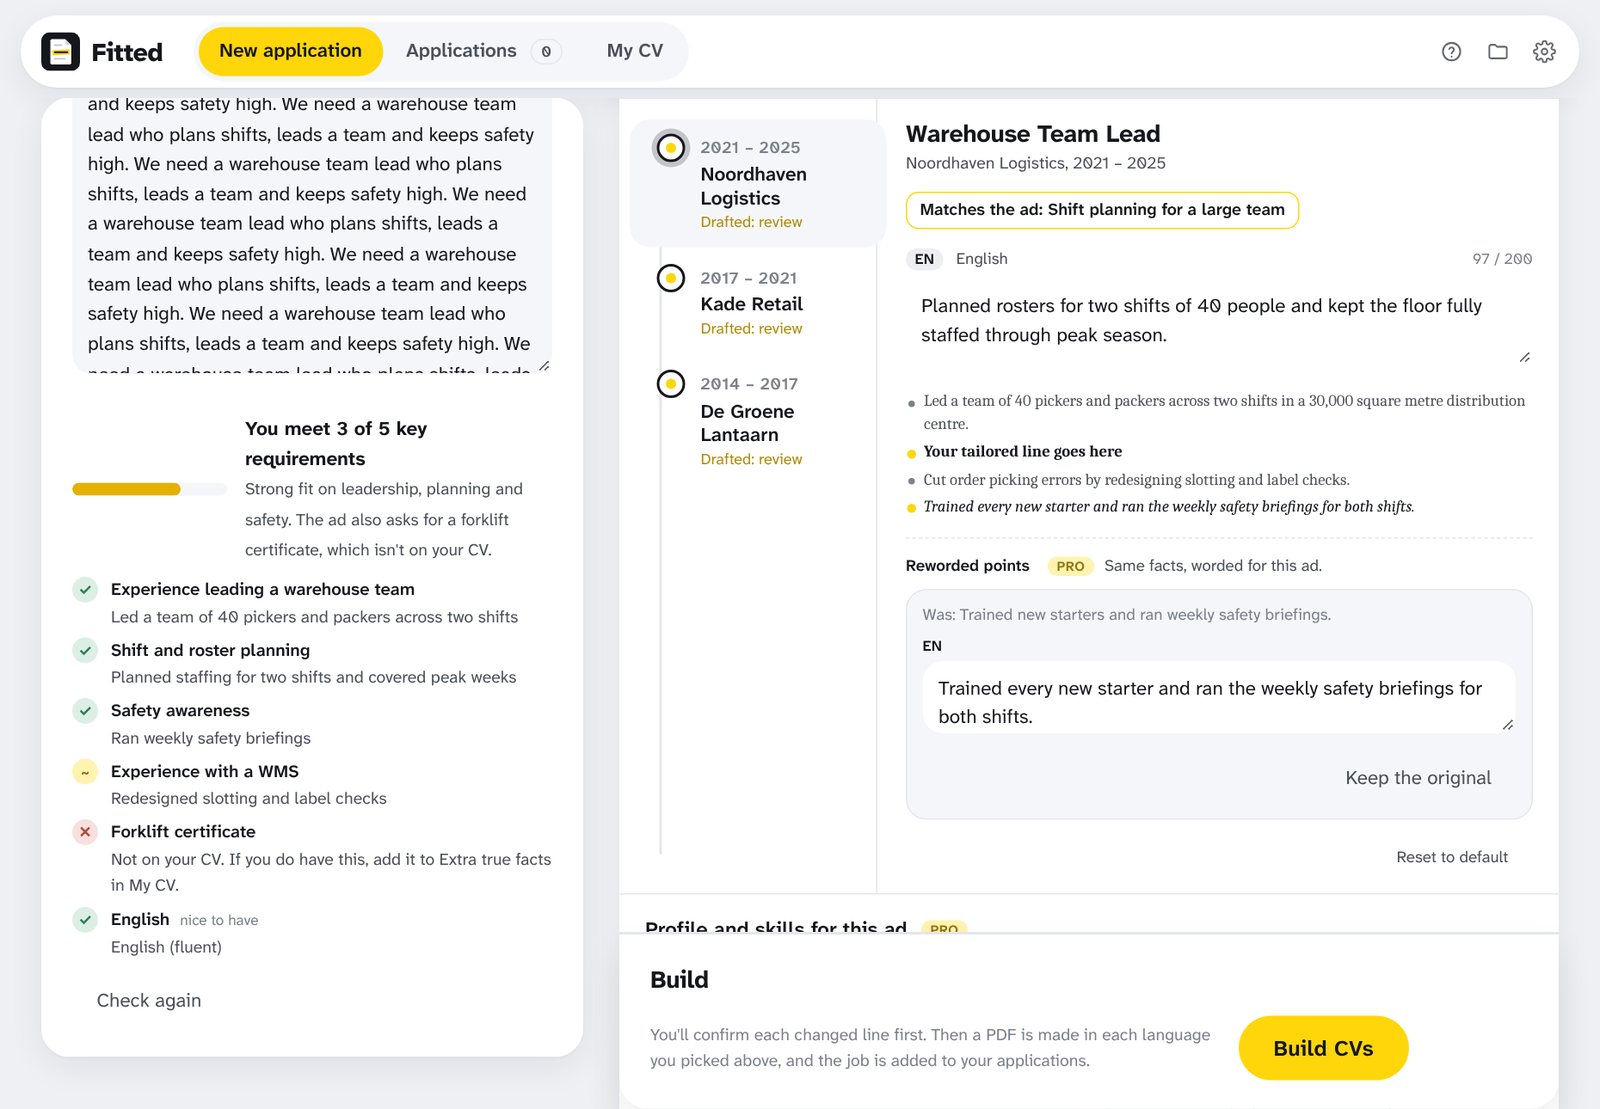 Fitted
New application
Applications 0
My CV
and keeps safety high. We need a warehouse team
lead who plans shifts, leads a team and keeps safety
high. We need a warehouse team lead who plans
shifts, leads a team and keeps safety high. We need
a warehouse team lead who plans shifts, leads a
team and keeps safety high. We need a warehouse
team lead who plans shifts, leads a team and keeps
safety high. We need a warehouse team lead who
plans shifts, leads a team and keeps safety high. We
need a warehouse team lead who plans shifts, leads
You meet 3 of 5 key
requirements
Strong fit on leadership, planning and
safety. The ad also asks for a forklift
certificate, which isn't on your CV.
Experience leading a warehouse team
Led a team of 40 pickers and packers across two shifts
Shift and roster planning
Planned staffing for two shifts and covered peak weeks
Safety awareness
Ran weekly safety briefings
~ Experience with a WMS
Redesigned slotting and label checks
Forklift certificate
Not on your CV. If you do have this, add it to Extra true facts
in My CV.
English nice to have
English (fluent)
Check again
2021 – 2025
Noordhaven
Logistics
Drafted: review
2017 – 2021
Kade Retail
Drafted: review
2014 – 2017
De Groene
Lantaarn
Drafted: review
Warehouse Team Lead
Noordhaven Logistics, 2021 – 2025
Matches the ad: Shift planning for a large team
EN English 97 / 200
Planned rosters for two shifts of 40 people and kept the floor fully
staffed through peak season.
Led a team of 40 pickers and packers across two shifts in a 30,000 square metre distribution
centre.
Your tailored line goes here
Cut order picking errors by redesigning slotting and label checks.
Trained every new starter and ran the weekly safety briefings for both shifts.
Reworded points PRO Same facts, worded for this ad.
Was: Trained new starters and ran weekly safety briefings.
EN
Trained every new starter and ran the weekly safety briefings for
both shifts.
Keep the original
Reset to default
Profile and skills for this ad PRO
Build
You'll confirm each changed line first. Then a PDF is made in each language
you picked above, and the job is added to your applications.
Build CVs